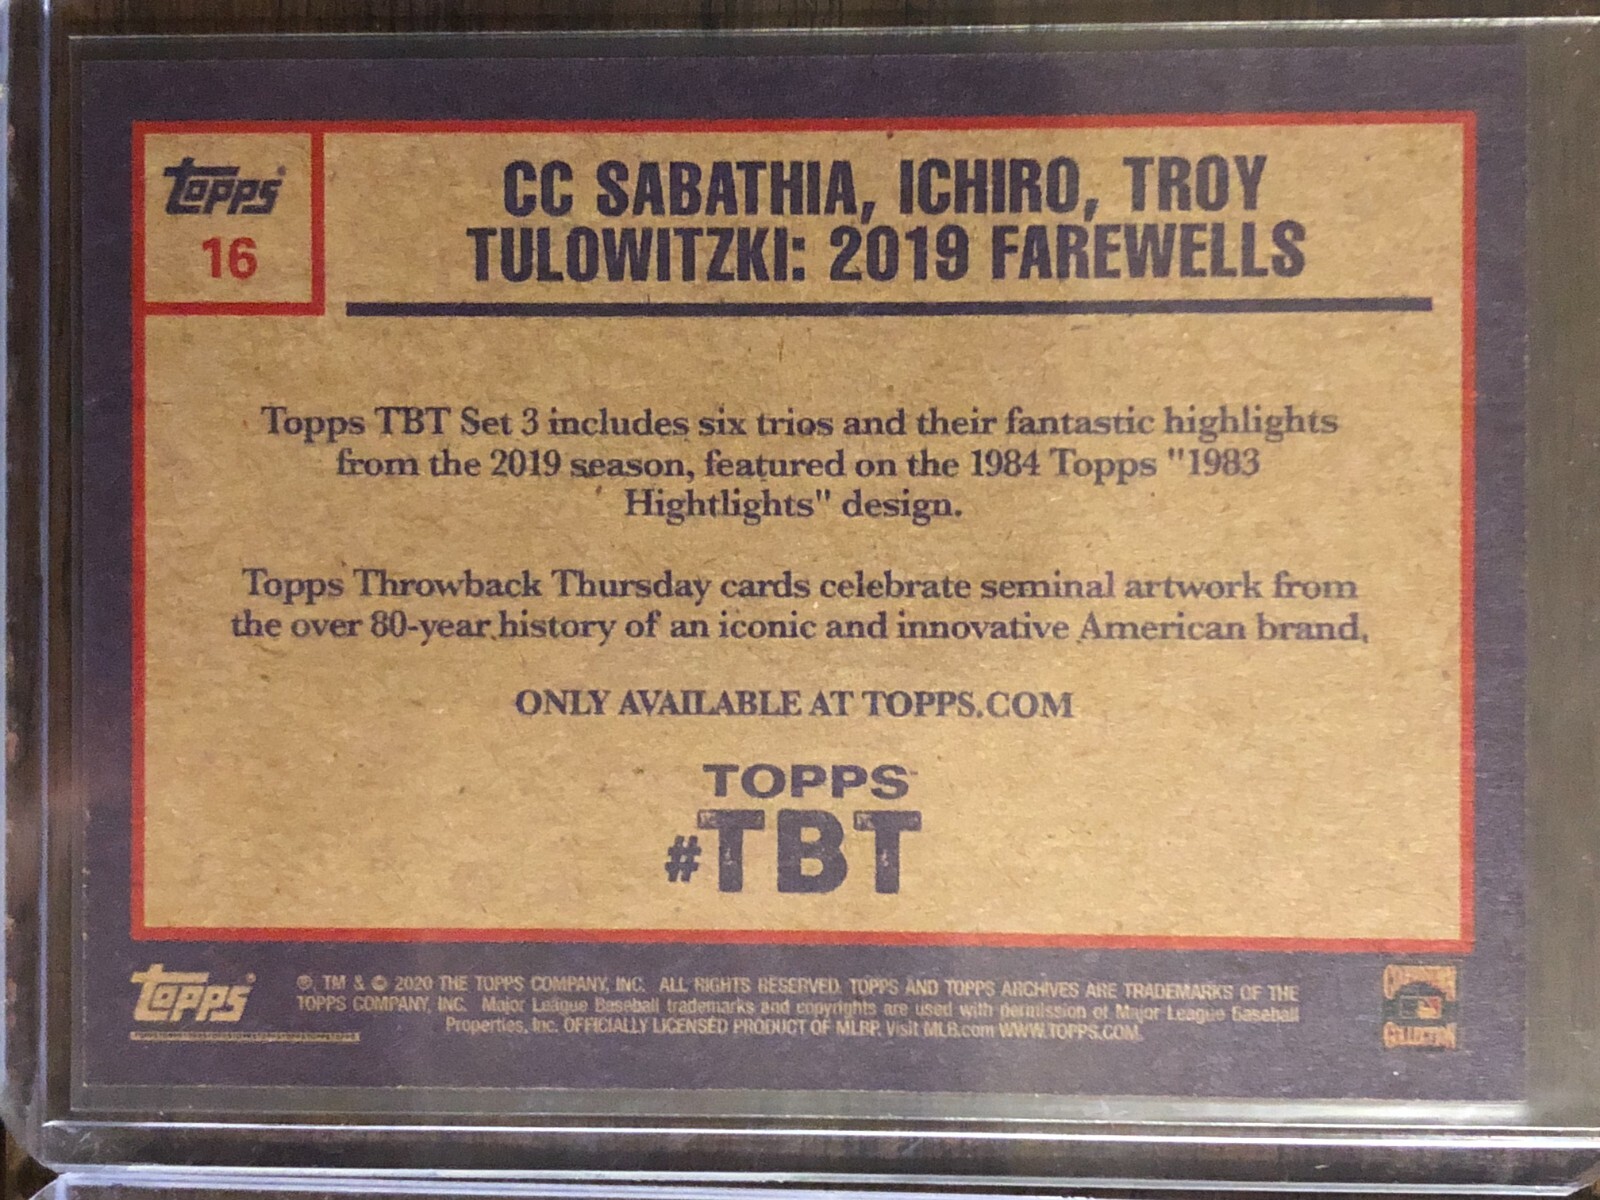 Topps
16
CC SABATHIA, ICHIRO, TROY
TULOWITZKI: 2019 FAREWELLS
Topps TBT Set 3 includes six trios and their fantastic highlights
from the 2019 season, featured on the 1984 Topps "1983
Hightlights" design.
Topps Throwback Thursday cards celebrate seminal artwork from
the over 80-year history of an iconic and innovative American brand.
ONLY AVAILABLE AT TOPPS.COM
TOPPS
#TBT
Topps
®, TM & © 2020 THE TOPPS COMPANY, INC. ALL RIGHTS RESERVED. TOPPS AND TOPPS ARCHIVES ARE TRADEMARKS OF THE
TOPPS COMPANY, INC. Major League Baseball trademarks and copyrights are used with permission of Major League Baseball
Properties, Inc. OFFICIALLY LICENSED PRODUCT OF MLBP. Visit MLB.com WWW.TOPPS.COM
COLLECTION